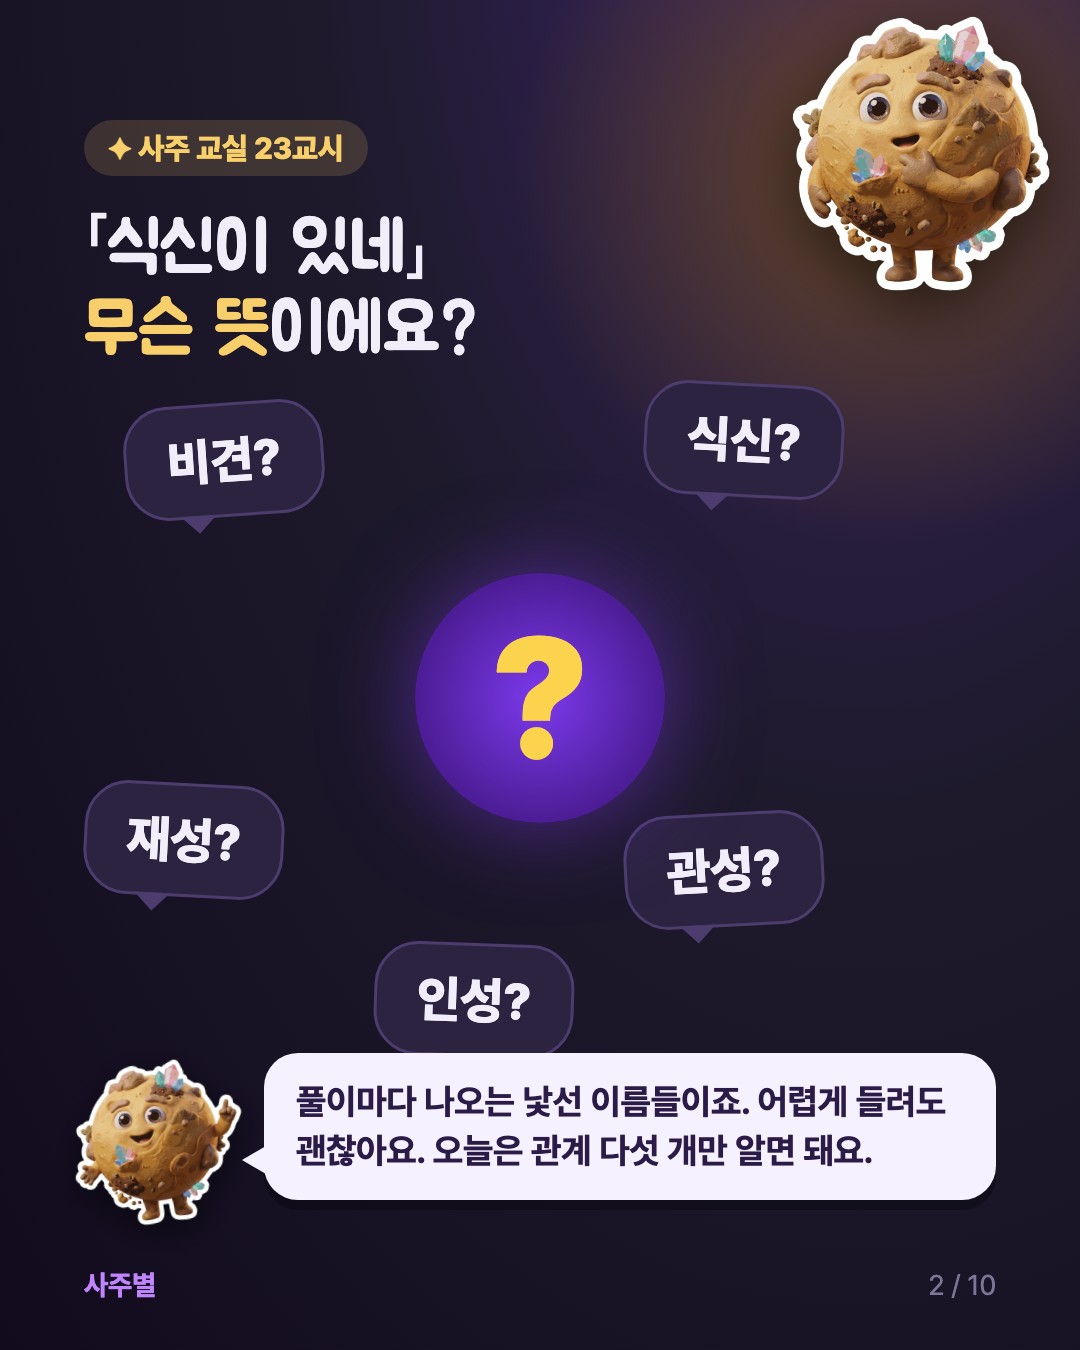 ✦ 사주 교실 23교시
「식신이 있네」
무슨 뜻이에요?
비견?
식신?
?
재성?
관성?
인성?
풀이마다 나오는 낯선 이름들이죠. 어렵게 들려도
괜찮아요. 오늘은 관계 다섯 개만 알면 돼요.
사주별
2 / 10